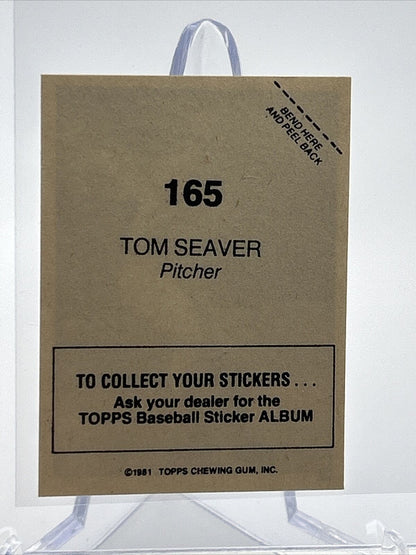 BEND HERE
AND PEEL BACK
165
TOM SEAVER
Pitcher
TO COLLECT YOUR STICKERS...
Ask your dealer for the
TOPPS Baseball Sticker ALBUM
©1981 TOPPS CHEWING GUM, INC.